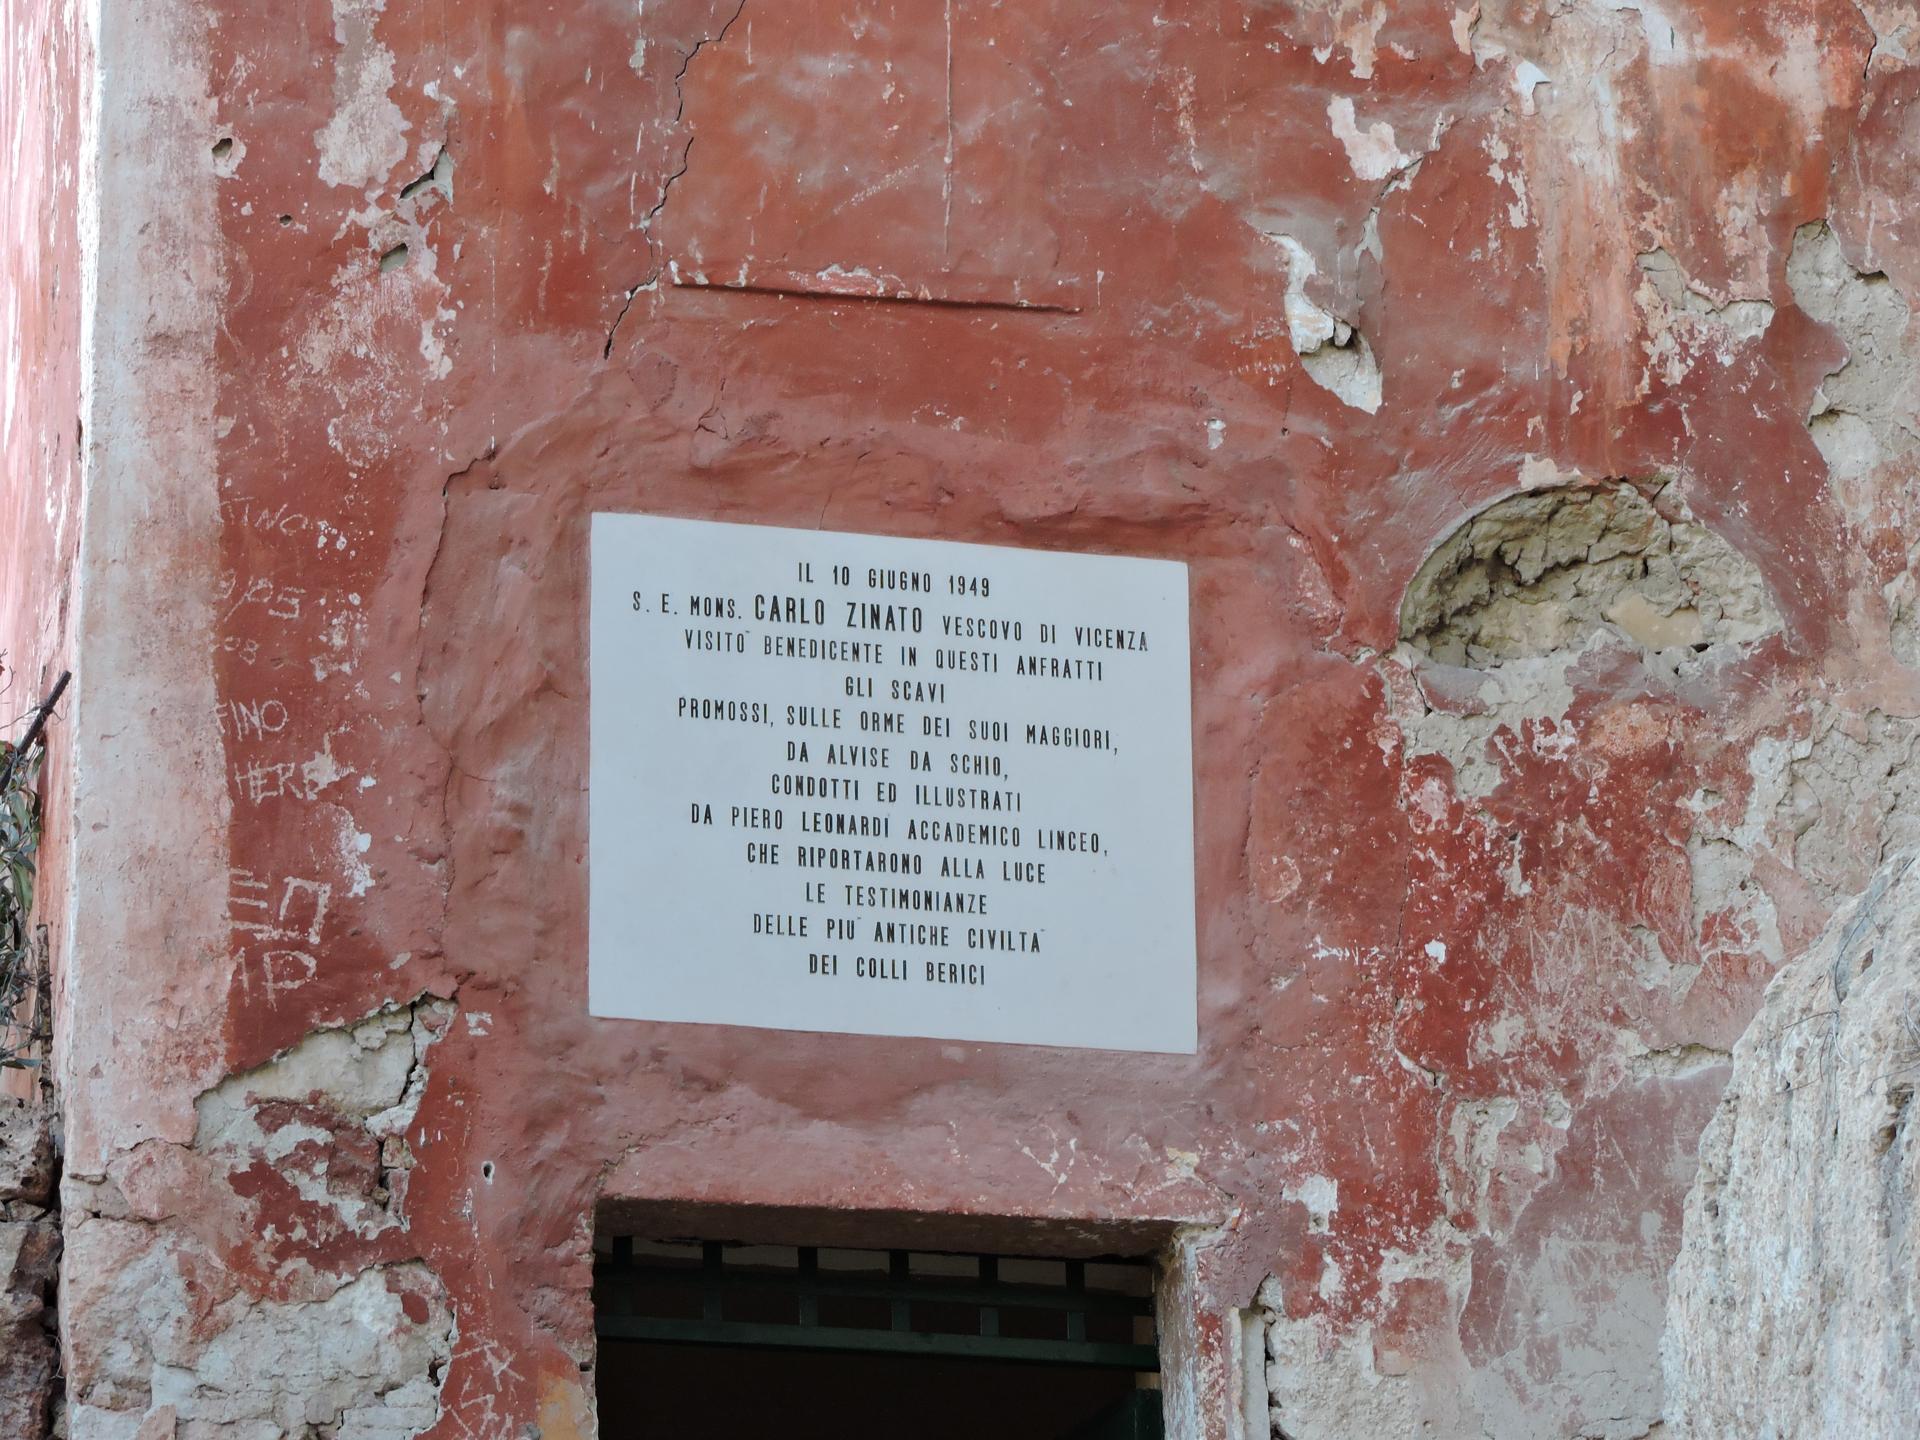 IL 10 GIUGNO 1949
S. E. MONS. CARLO ZINATO VESCOVO DI VICENZA
VISITÒ BENEDICENTE IN QUESTI ANFRATTI
GLI SCAVI
PROMOSSI, SULLE ORME DEI SUOI MAGGIORI,
DA ALVISE DA SCHIO,
CONDOTTI ED ILLUSTRATI
DA PIERO LEONARDI ACCADEMICO LINCEO,
CHE RIPORTARONO ALLA LUCE
LE TESTIMONIANZE
DELLE PIÙ ANTICHE CIVILTÀ
DEI COLLI BERICI